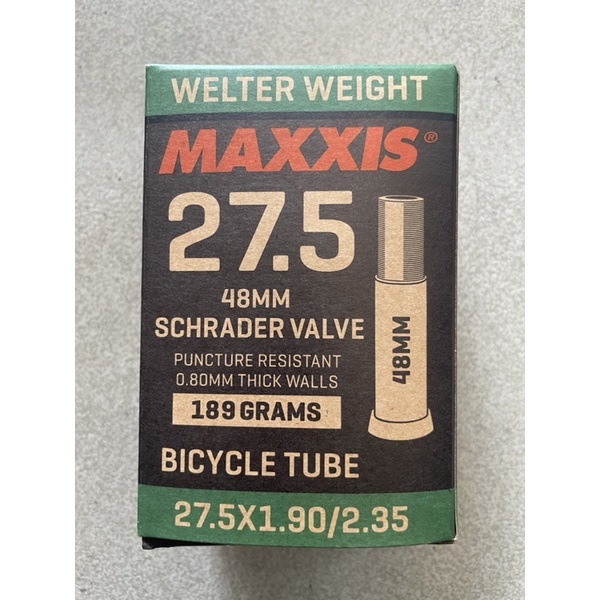 WELTER WEIGHT
MAXXIS®
27.5
48MM
SCHRADER VALVE
PUNCTURE RESISTANT
0.80MM THICK WALLS
189 GRAMS
48MM
BICYCLE TUBE
27.5X1.90/2.35